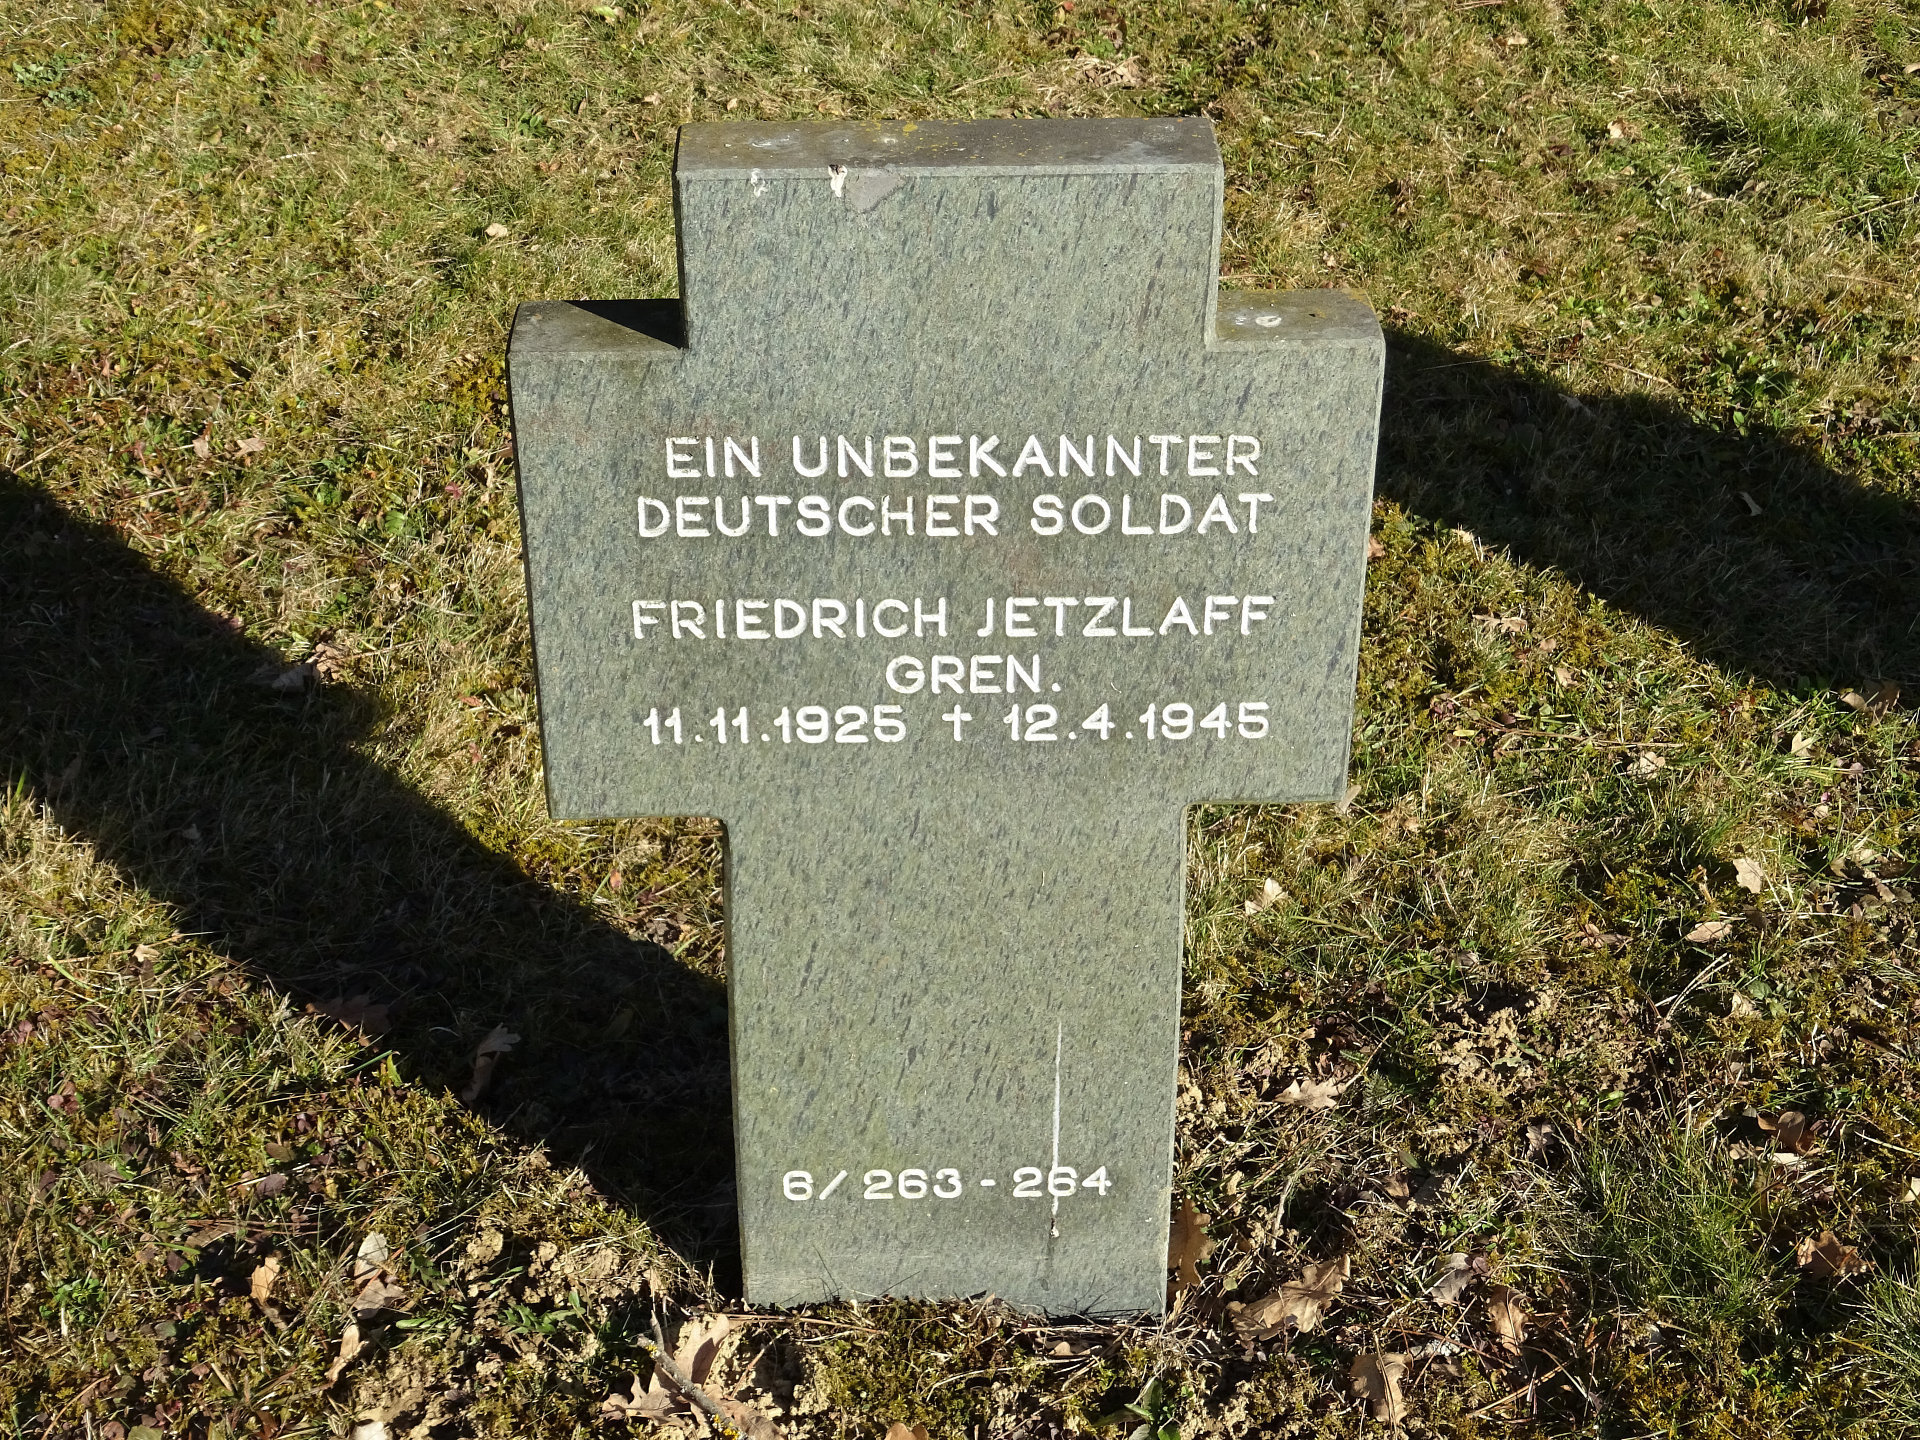 EIN UNBEKANNTER
DEUTSCHER SOLDAT
FRIEDRICH JETZLAFF
GREN.
11.11.1925 † 12.4.1945
6/263-264